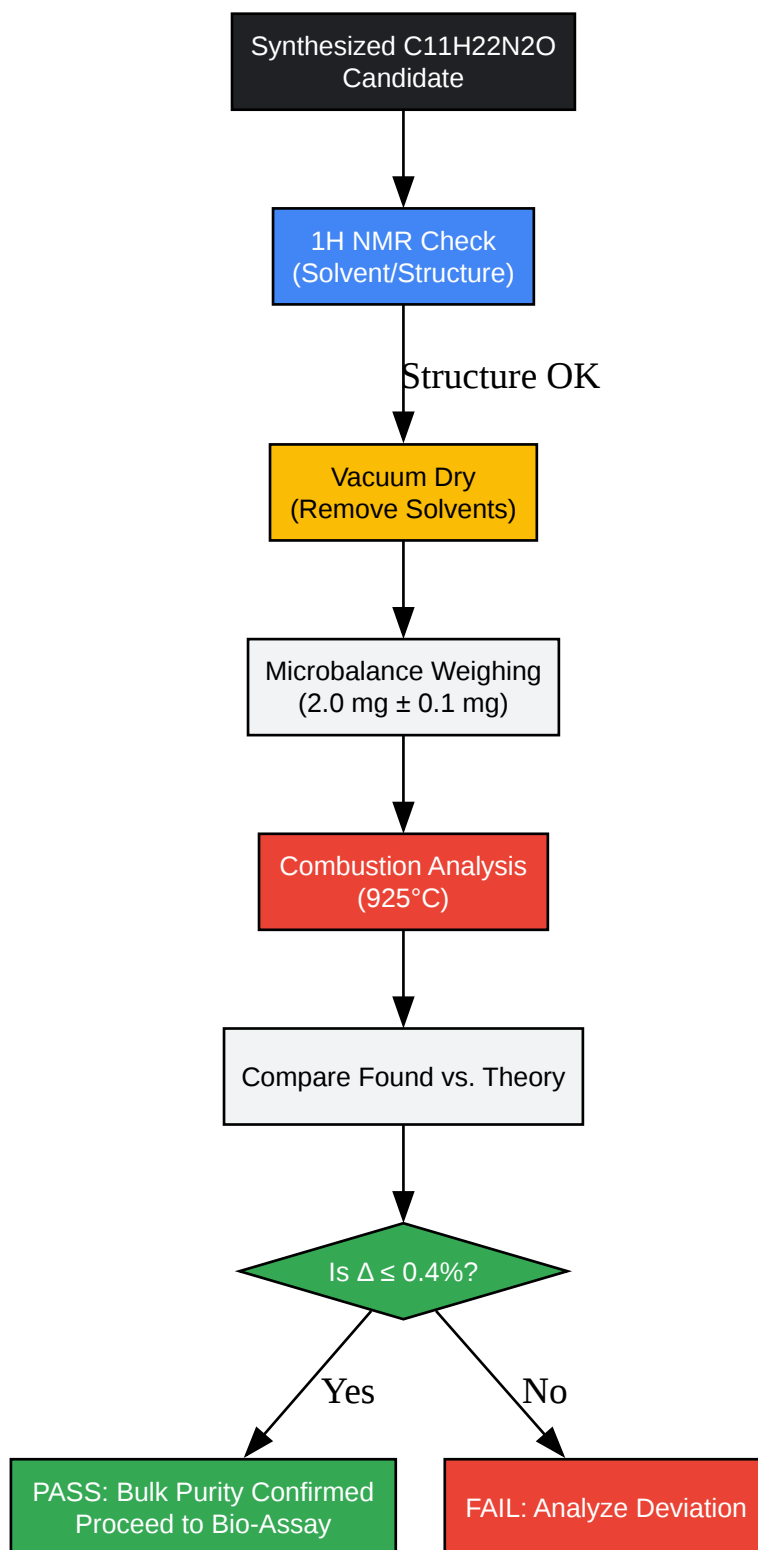 Synthesized C11H22N2O
Candidate
1H NMR Check
(Solvent/Structure)
Structure OK
Vacuum Dry
(Remove Solvents)
Microbalance Weighing
(2.0 mg ± 0.1 mg)
Combustion Analysis
(925°C)
Compare Found vs. Theory
Is Δ ≤ 0.4%?
Yes
No
PASS: Bulk Purity Confirmed
Proceed to Bio-Assay
FAIL: Analyze Deviation